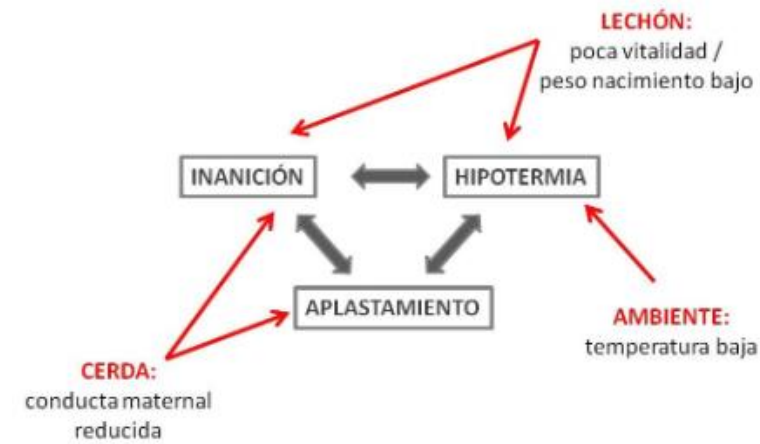 LECHÓN:
poca vitalidad /
peso nacimiento bajo
INANICIÓN
HIPOTERMIA
APLASTAMIENTO
AMBIENTE:
temperatura baja
CERDA:
conducta maternal
reducida